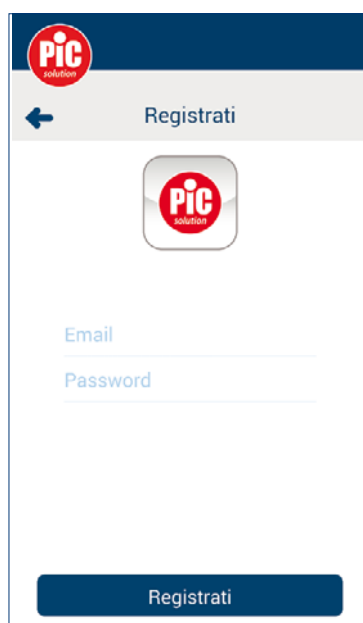 PiC
solution
Registrati
PiC
solution
Email
Password
Registrati